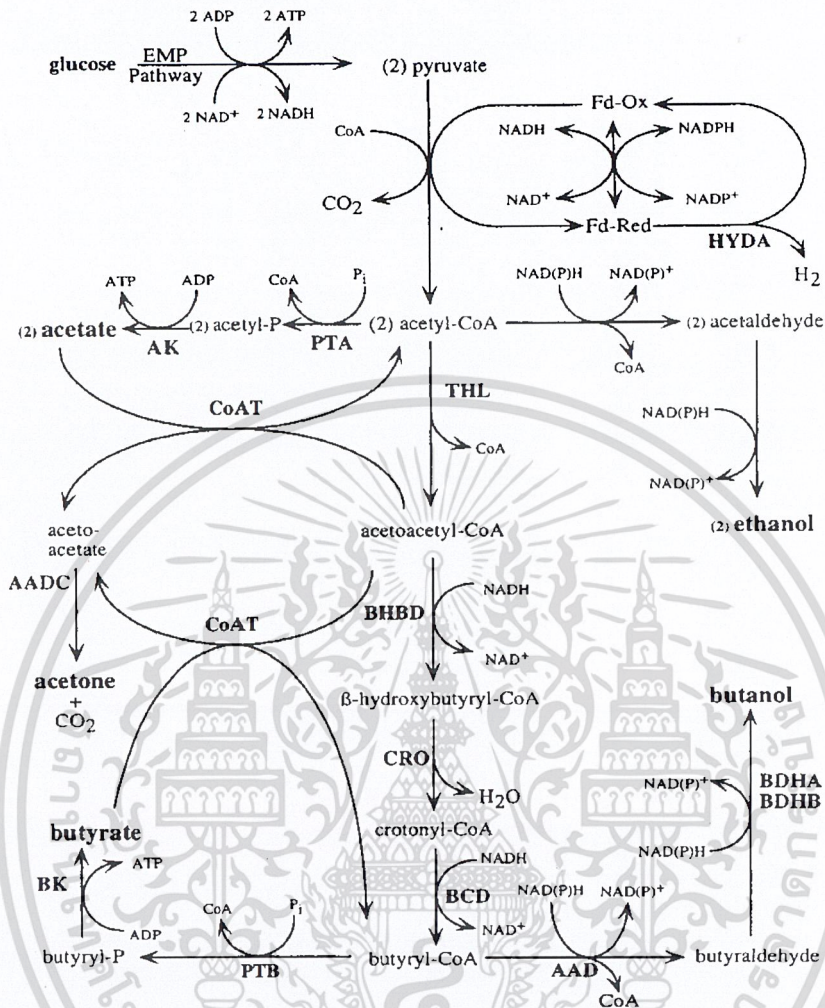 2 ADP 2 ATP
glucose EMP Pathway (2) pyruvate
2 NAD⁺ 2 NADH
Fd-Ox
CoA NADH NADPH
CO₂ NAD⁺ NADP⁺
Fd-Red HYDA
H₂
ATP ADP CoA Pᵢ NAD(P)H NAD(P)⁺
(2) acetate (2) acetyl-P (2) acetyl-CoA (2) acetaldehyde
AK PTA
CoA
CoAT THL NAD(P)H
CoA
NAD(P)⁺
aceto-
acetate acetoacetyl-CoA (2) ethanol
AADC NADH
CoAT BHBD
NAD⁺
acetone
+
CO₂
β-hydroxybutyryl-CoA butanol
CRO
H₂O NAD(P)⁺ BDHA
BDHB
butyrate crotonyl-CoA NAD(P)H
ATP NADH
BK BCD
ADP CoA Pᵢ NAD⁺ NAD(P)H NAD(P)⁺
butyryl-P butyryl-CoA butyraldehyde
PTB AAD
CoA